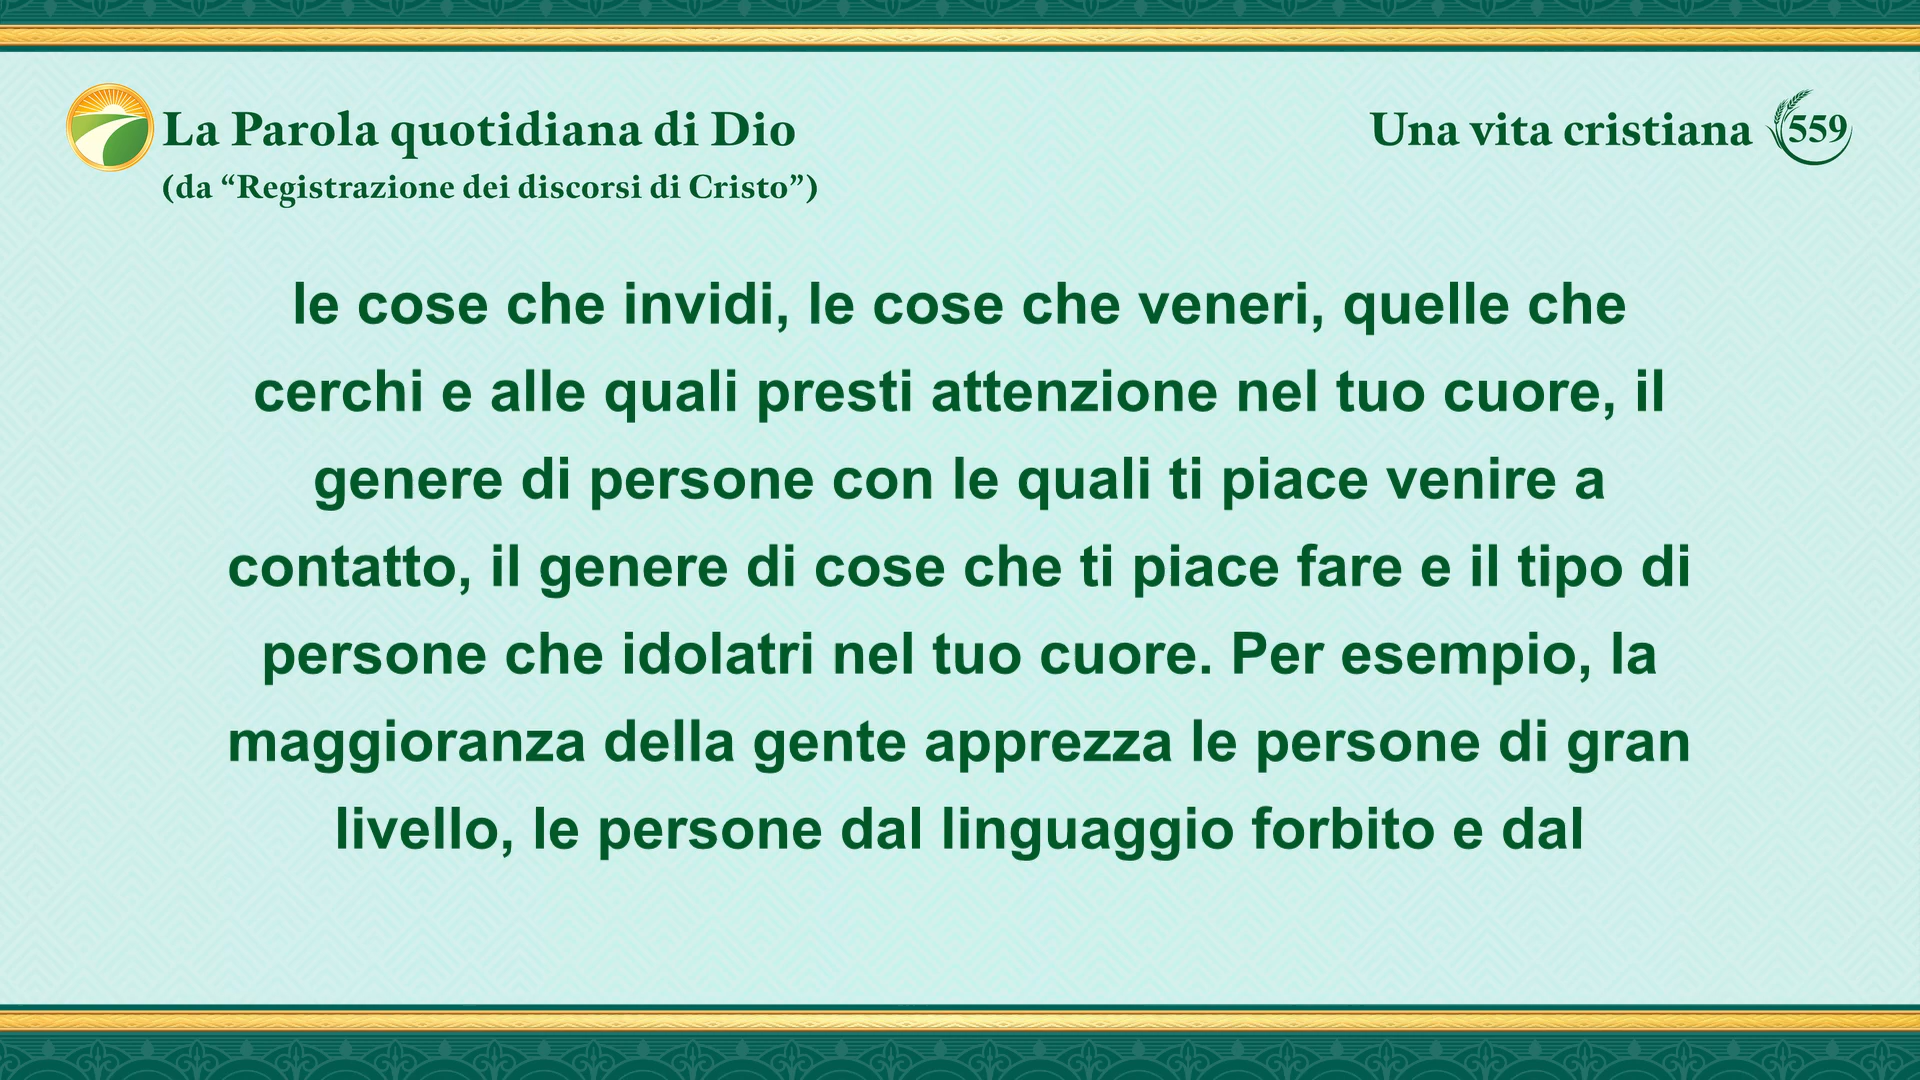 La Parola quotidiana di Dio
(da “Registrazione dei discorsi di Cristo”)
Una vita cristiana 559
le cose che invidi, le cose che veneri, quelle che
cerchi e alle quali presti attenzione nel tuo cuore, il
genere di persone con le quali ti piace venire a
contatto, il genere di cose che ti piace fare e il tipo di
persone che idolatri nel tuo cuore. Per esempio, la
maggioranza della gente apprezza le persone di gran
livello, le persone dal linguaggio forbito e dal